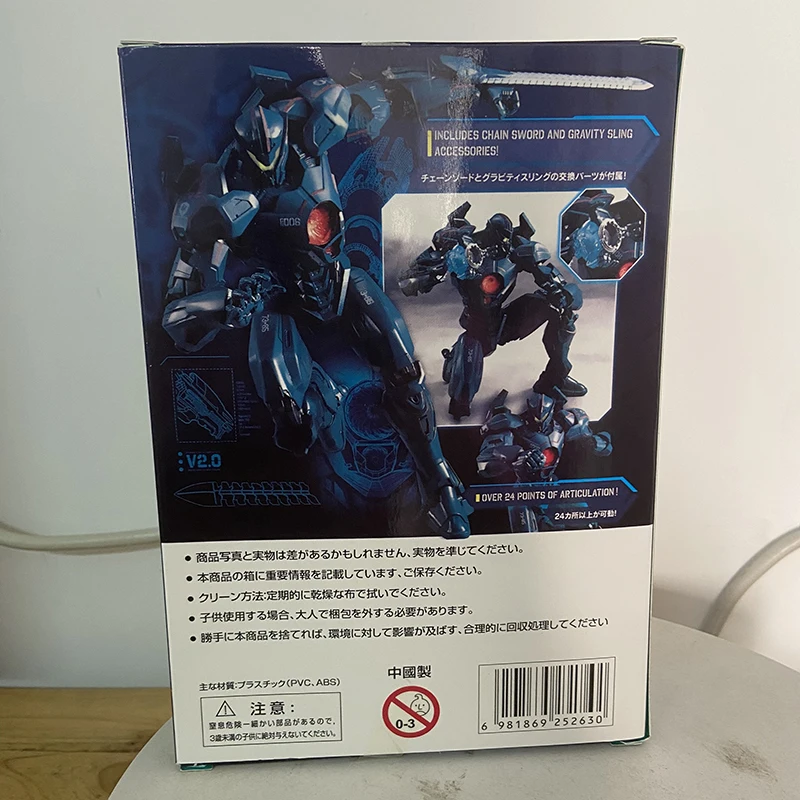 INCLUDES CHAIN SWORD AND GRAVITY SLING
ACCESSORIES!
チェーンソードとグラビティスリングの交換パーツが付属!
V2.0
OVER 24 POINTS OF ARTICULATION!
24カ所以上が可動!
● 商品写真と実物は差があるかもしれません、実物を準じてください。
● 本商品の箱に重要情報を記載しています、ご保存ください。
● クリーン方法:定期的に乾燥な布で拭いでください。
● 子供使用する場合、大人で梱包を外する必要があります。
● 勝手に本商品を捨てれば、環境に対して影響が及ばす、合理的に回収処理してください
主な材質:プラスチック(PVC、ABS)
中國製
注意:
窒息危険一細かい部品があるので、
3歳未満の子供に絶対与えないてください。
0-3
6 981869 252630